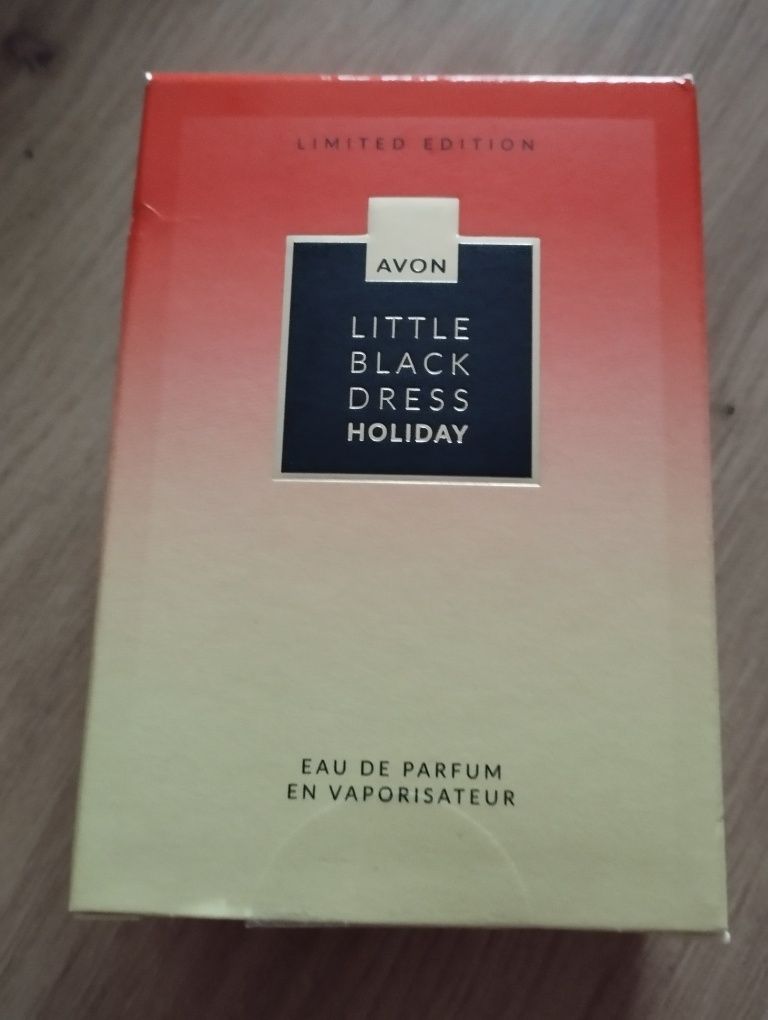 LIMITED EDITION
AVON
LITTLE
BLACK
DRESS
HOLIDAY
EAU DE PARFUM
EN VAPORISATEUR